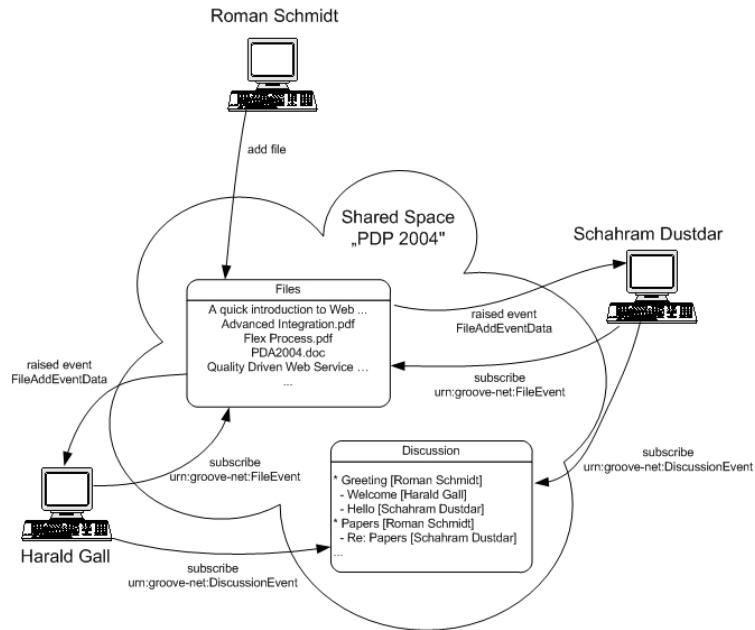 Roman Schmidt
add file
Shared Space
„PDP 2004"
Schahram Dustdar
Files
A quick introduction to Web ...
Advanced Integration.pdf
Flex Process.pdf
PDA2004.doc
Quality Driven Web Service ...
...
raised event
FileAddEventData
raised event
FileAddEventData
subscribe
urn:groove-net:FileEvent
subscribe
urn:groove-net:FileEvent
subscribe
urn:groove-net:DiscussionEvent
Discussion
* Greeting [Roman Schmidt]
- Welcome [Harald Gall]
- Hello [Schahram Dustdar]
* Papers [Roman Schmidt]
- Re: Papers [Schahram Dustdar]
...
Harald Gall
subscribe
urn:groove-net:DiscussionEvent